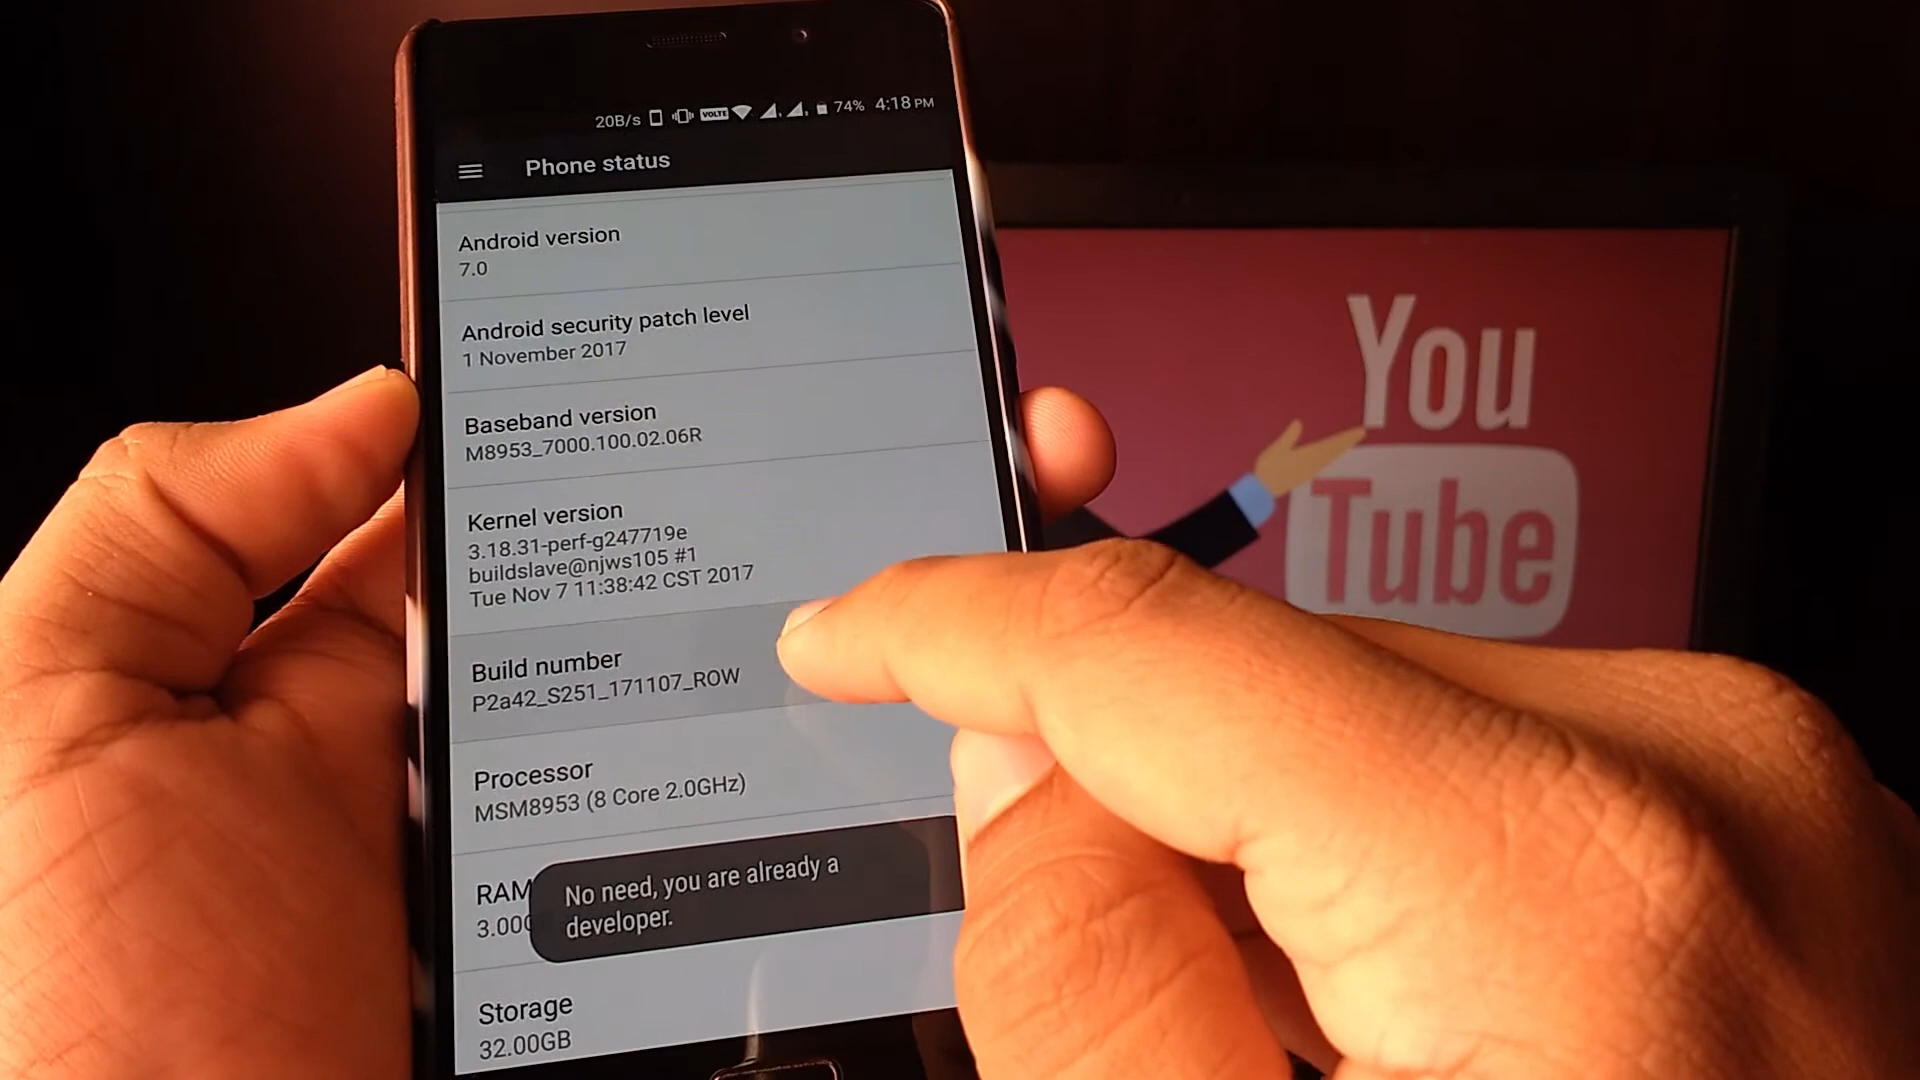 20B/s VOLTE 74% 4:18 PM
Phone status
Android version
7.0
Android security patch level
1 November 2017
Baseband version
M8953_7000.100.02.06R
Kernel version
3.18.31-perf-g247719e
buildslave@njws105 #1
Tue Nov 7 11:38:42 CST 2017
Build number
P2a42_S251_171107_ROW
Processor
MSM8953 (8 Core 2.0GHz)
RAM
No need, you are already a
developer.
Storage
32.00GB
You
Tube